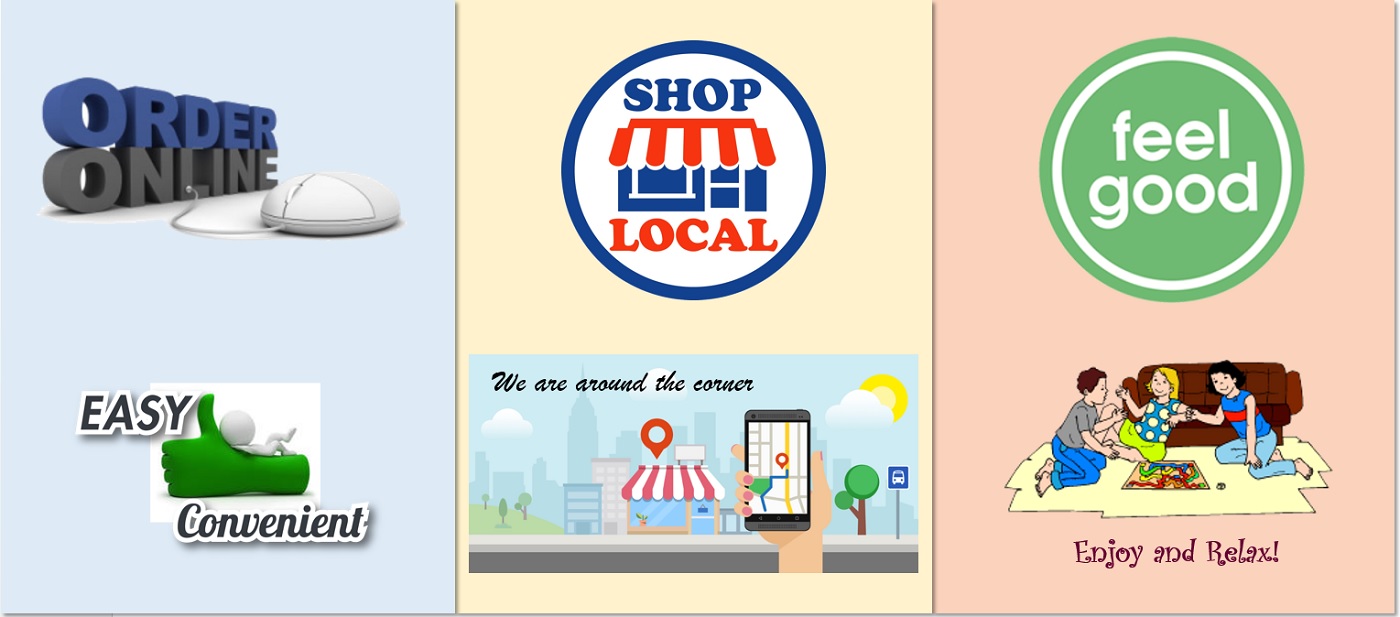 ORDER
ONLINE
EASY
Convenient
SHOP
LOCAL
We are around the corner
feel
good
Enjoy and Relax!